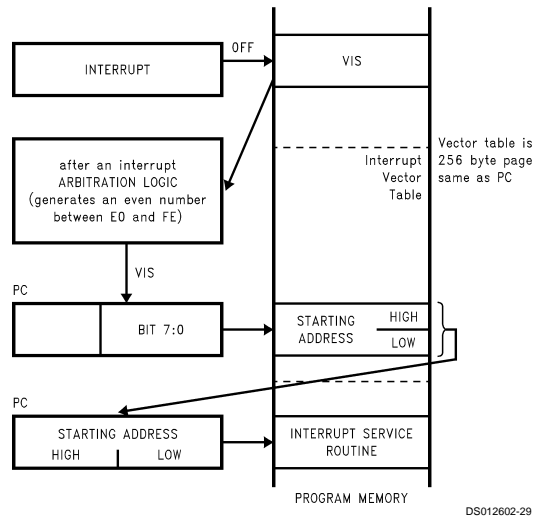 OFF
INTERRUPT
VIS
after an interrupt
ARBITRATION LOGIC
(generates an even number
between E0 and FE)
Interrupt
Vector
Table
Vector table is
256 byte page
same as PC
VIS
PC
BIT 7:0
STARTING
ADDRESS
HIGH
LOW
PC
STARTING ADDRESS
HIGH
LOW
INTERRUPT SERVICE
ROUTINE
PROGRAM MEMORY
DS012602-29